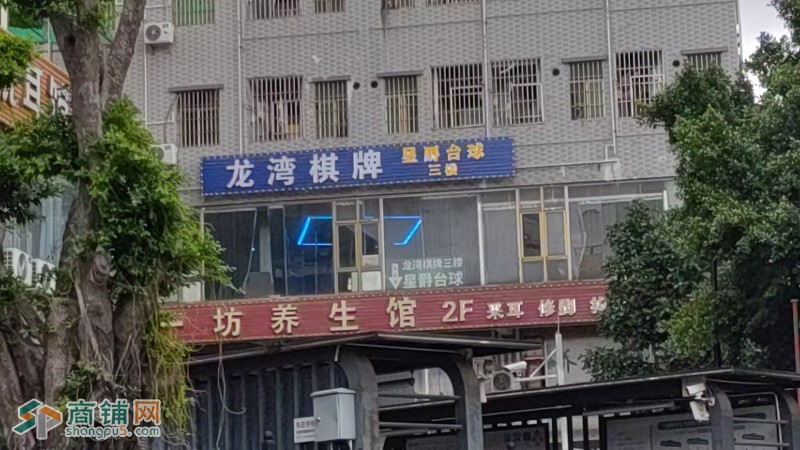 龙湾棋牌 星爵台球
三楼
龙湾棋牌三楼
星爵台球
坊养生馆 2F 采耳 修脚
商铺网
shangpu5.com